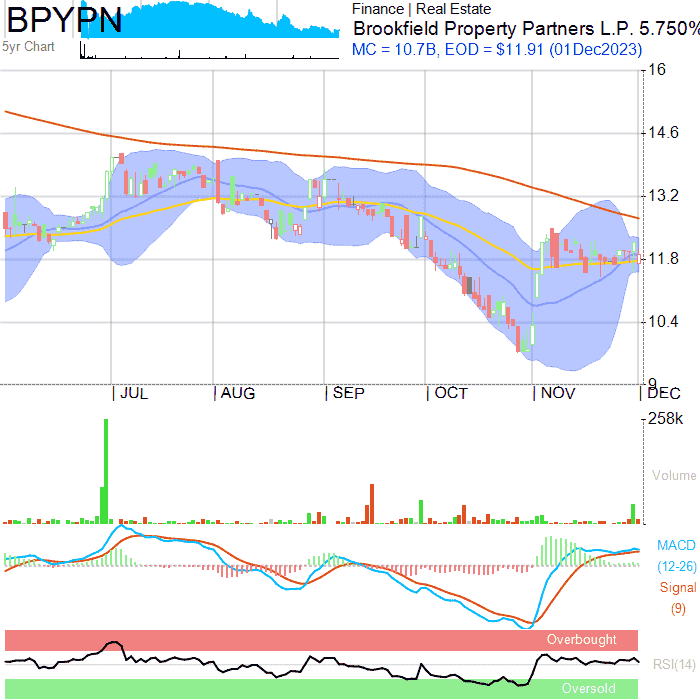 BPYPN
5yr Chart
Finance | Real Estate
Brookfield Property Partners L.P. 5.750%
MC = 10.7B, EOD = $11.91 (01Dec2023)
16
14.6
13.2
11.8
10.4
9
JUL AUG SEP OCT NOV DEC
258k
Volume
MACD
(12-26)
Signal
(9)
Overbought
RSI(14)
Oversold